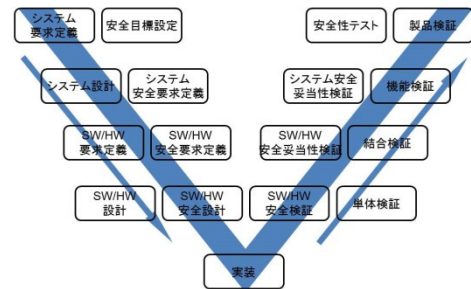 システム
要求定義
安全目標設定
安全性テスト
製品検証
システム設計
システム
安全要求定義
システム安全
妥当性検証
機能検証
SW/HW
要求定義
SW/HW
安全要求定義
SW/HW
安全妥当性検証
結合検証
SW/HW
設計
SW/HW
安全設計
SW/HW
安全検証
単体検証
実装